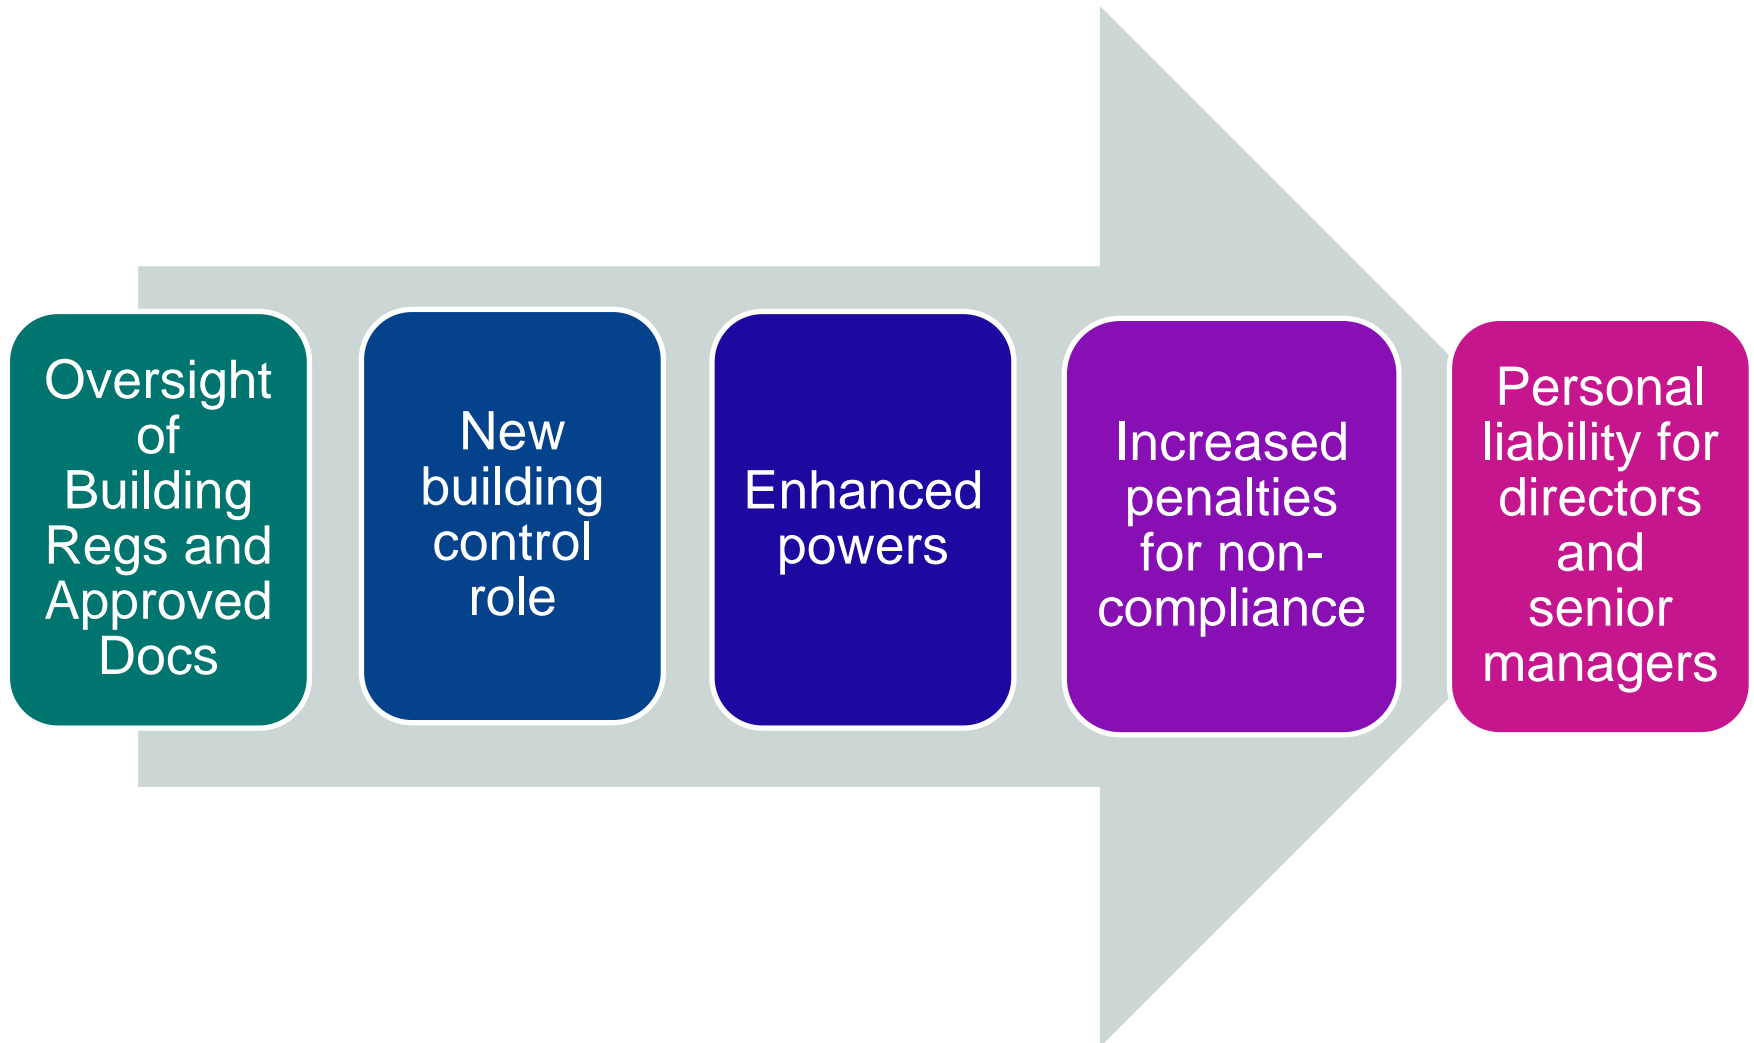 Oversight
of
Building
Regs and
Approved
Docs
New
building
control
role
Enhanced
powers
Increased
penalties
for non-
compliance
Personal
liability for
directors
and
senior
managers